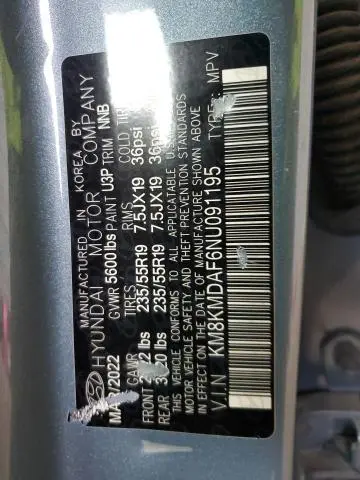 MANUFACTURED IN KOREA BY
HYUNDAI MOTOR COMPANY
/2022 GVWR 5600lbs PAINT U3P TRIM NNB
GAWR TIRES RIMS COLD TIRE
FRONT lbs 235/55R19 7.5JX19 36psi
REAR lbs 235/55R19 7.5JX19 36psi
THIS VEHICLE CONFORMS TO ALL APPLICABLE U.S.
MOTOR VEHICLE SAFETY AND THEFT PREVENTION
STANDARDS IN EFFECT ON THE DATE OF
MANUFACTURE SHOWN ABOVE
V.I.N: KM8KMDAF6NU091195 TYPE: MPV